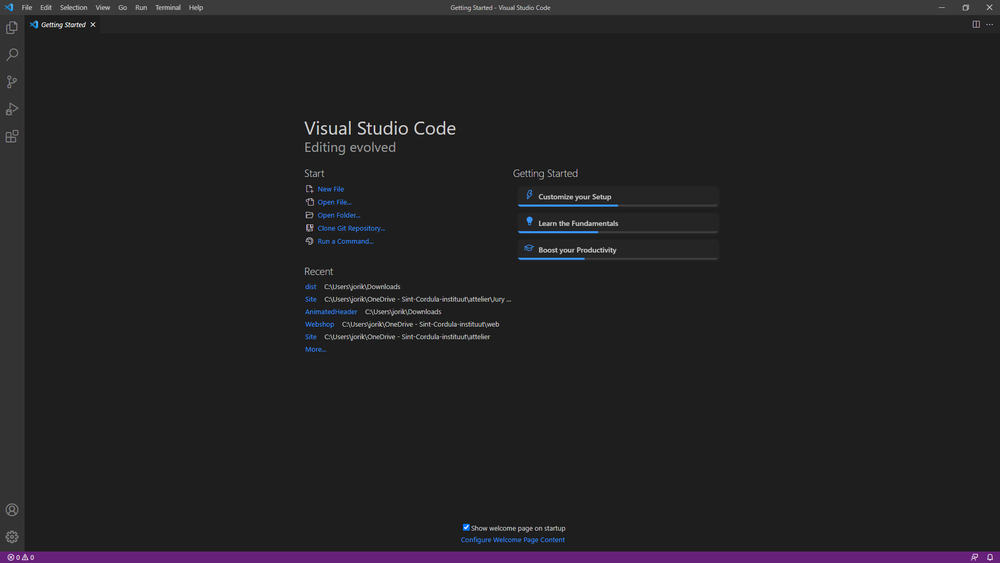 File Edit Selection View Go Run Terminal Help
Getting Started - Visual Studio Code
Getting Started
Visual Studio Code
Editing evolved
Start
New File
Open File...
Open Folder...
Clone Git Repository...
Run a Command...
Getting Started
Customize your Setup
Learn the Fundamentals
Boost your Productivity
Recent
dist C:\Users\jorik\Downloads
Site C:\Users\jorik\OneDrive - Sint-Cordula-instituut\attelier\Jury ...
AnimatedHeader C:\Users\jorik\Downloads
Webshop C:\Users\jorik\OneDrive - Sint-Cordula-instituut\web
Site C:\Users\jorik\OneDrive - Sint-Cordula-instituut\attelier
More...
Show welcome page on startup
Configure Welcome Page Content
0 0